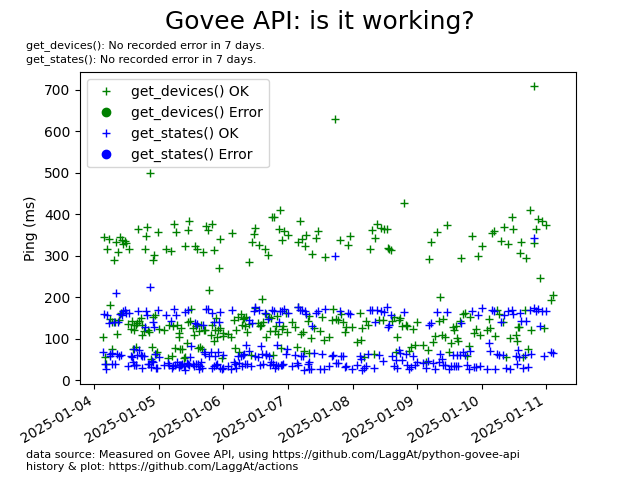 Govee API: is it working?
get_devices(): No recorded error in 7 days.
get_states(): No recorded error in 7 days.
get_devices() OK
get_devices() Error
get_states() OK
get_states() Error
Ping (ms)
700
600
500
400
300
200
100
0
2025-01-04
2025-01-05
2025-01-06
2025-01-07
2025-01-08
2025-01-09
2025-01-10
2025-01-11
data source: Measured on Govee API, using https://github.com/LaggAt/python-govee-api
history & plot: https://github.com/LaggAt/actions